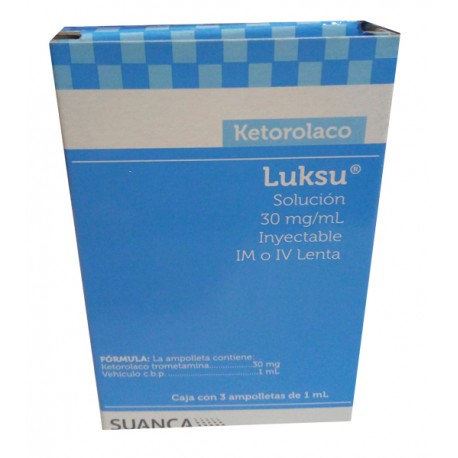 Ketorolaco
Luksu®
Solución
30 mg/mL
Inyectable
IM o IV Lenta
FÓRMULA: La ampolleta contiene:
Ketorolaco trometamina.................30 mg
Vehículo c.b.p. ..........................1 mL
Caja con 3 ampolletas de 1 mL
SUANCA